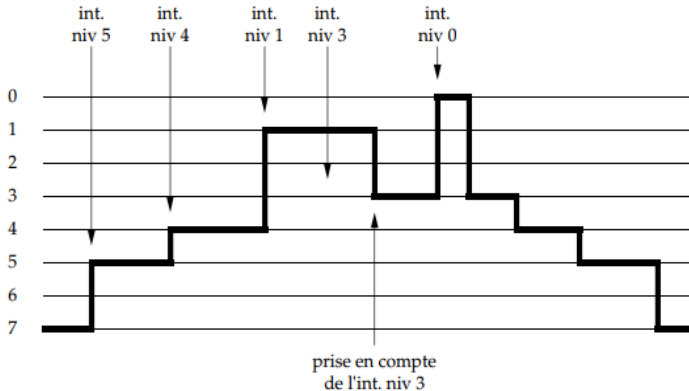 int. int. int. int. int.
niv 5 niv 4 niv 1 niv 3 niv 0
0
1
2
3
4
5
6
7
prise en compte
de l'int. niv 3